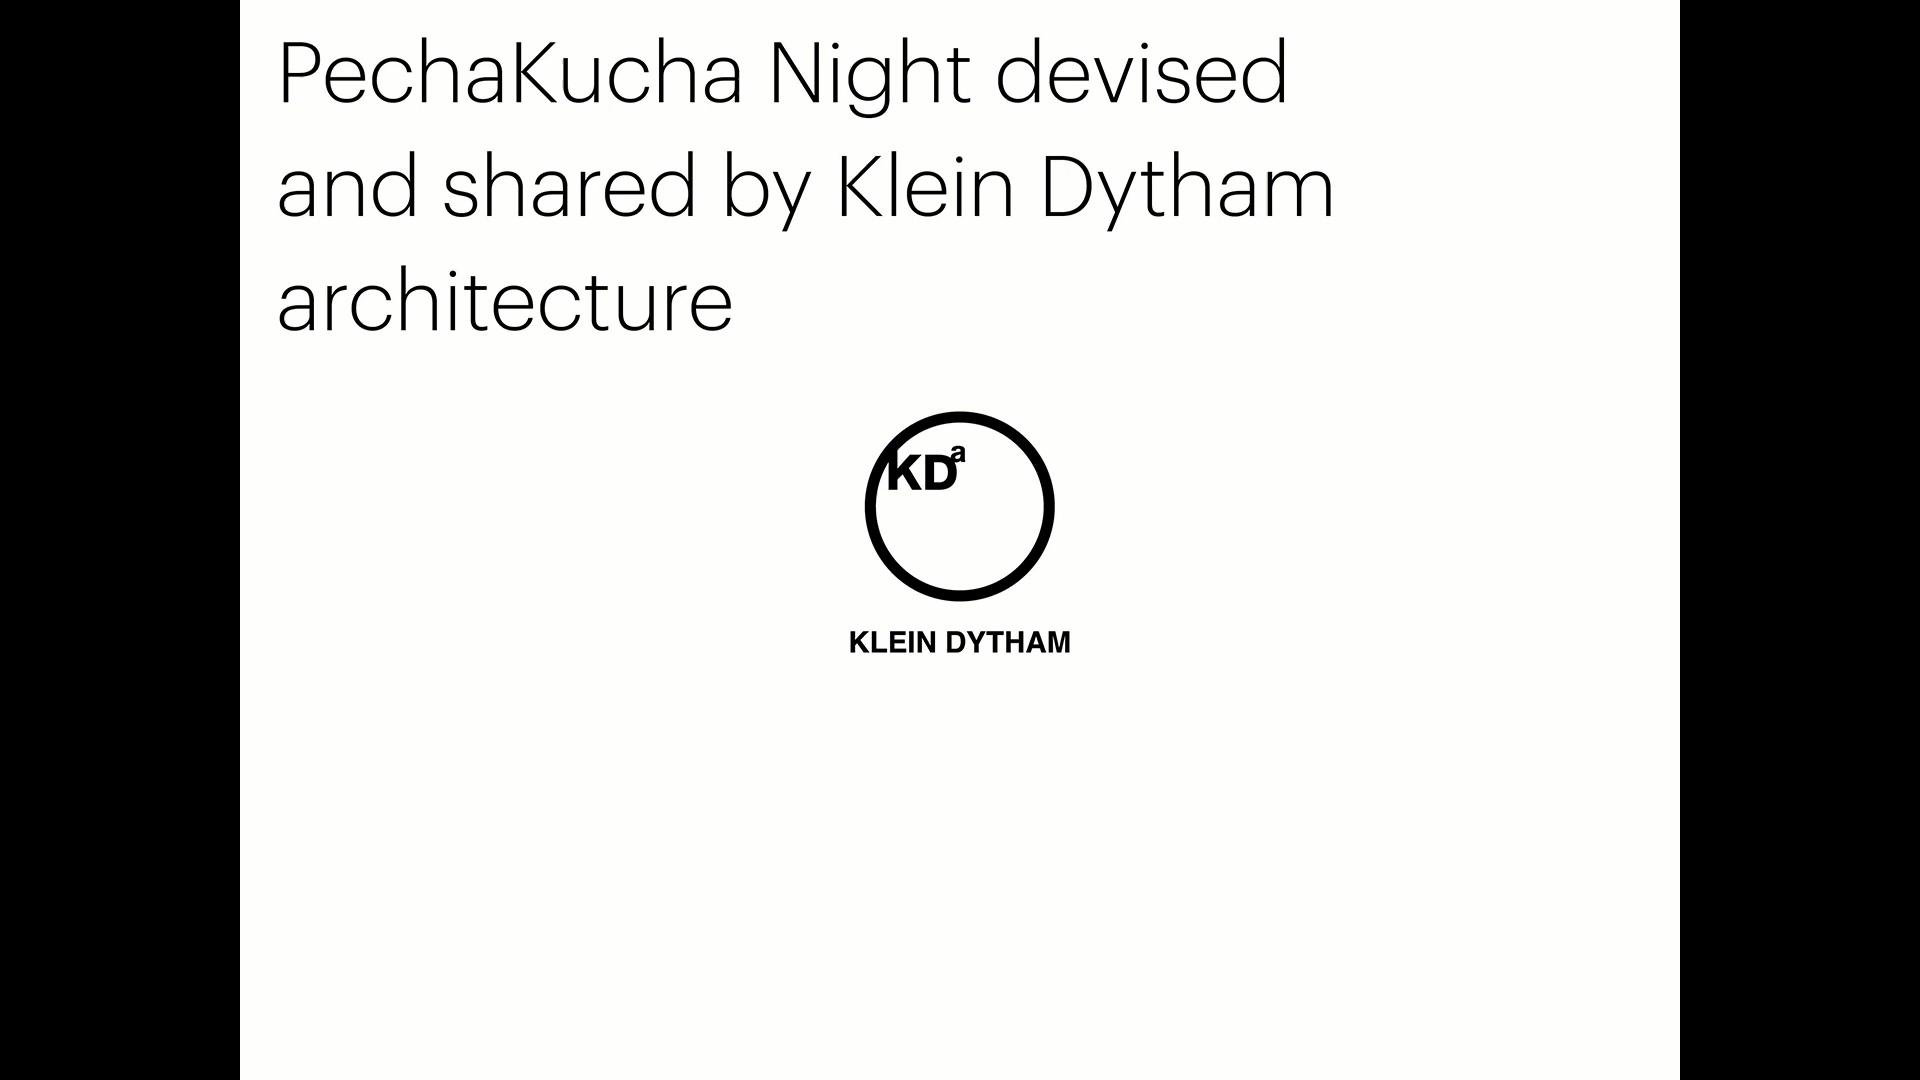 PechaKucha Night devised
and shared by Klein Dytham
architecture
KDa
KLEIN DYTHAM